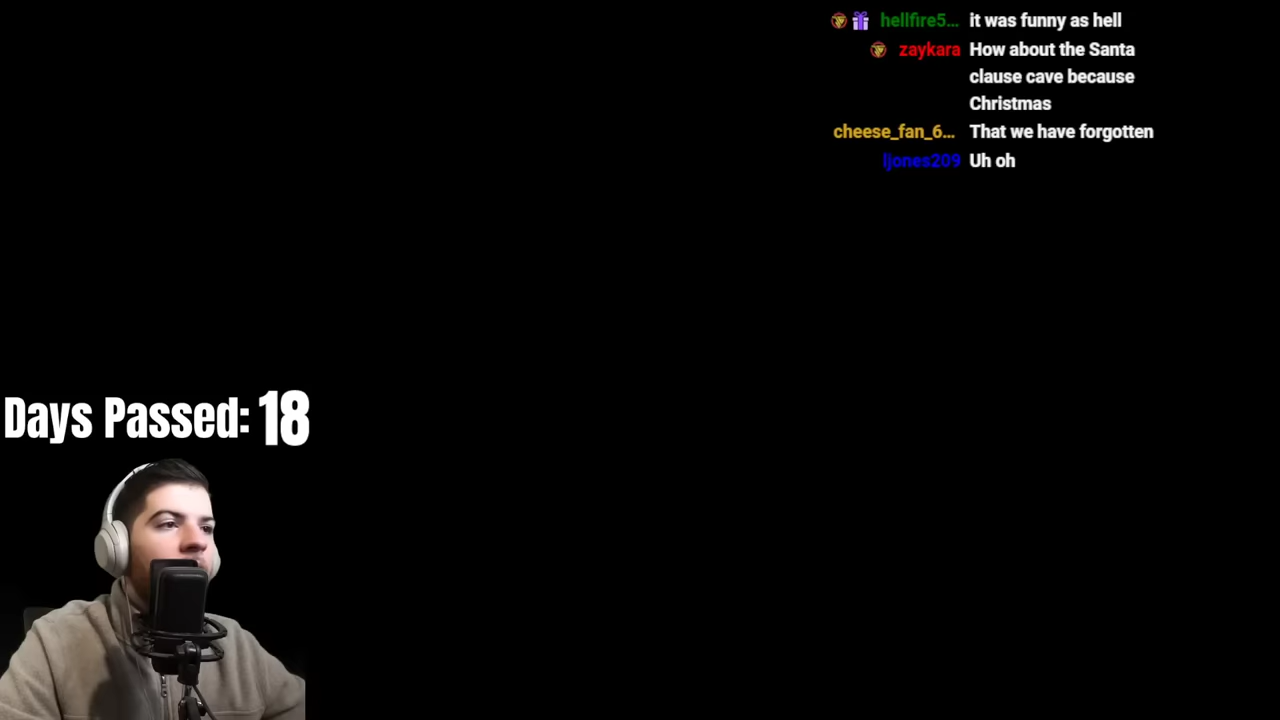 hellfire5... it was funny as hell
zaykara How about the Santa
clause cave because
Christmas
cheese_fan_6... That we have forgotten
ljones209 Uh oh
Days Passed: 18